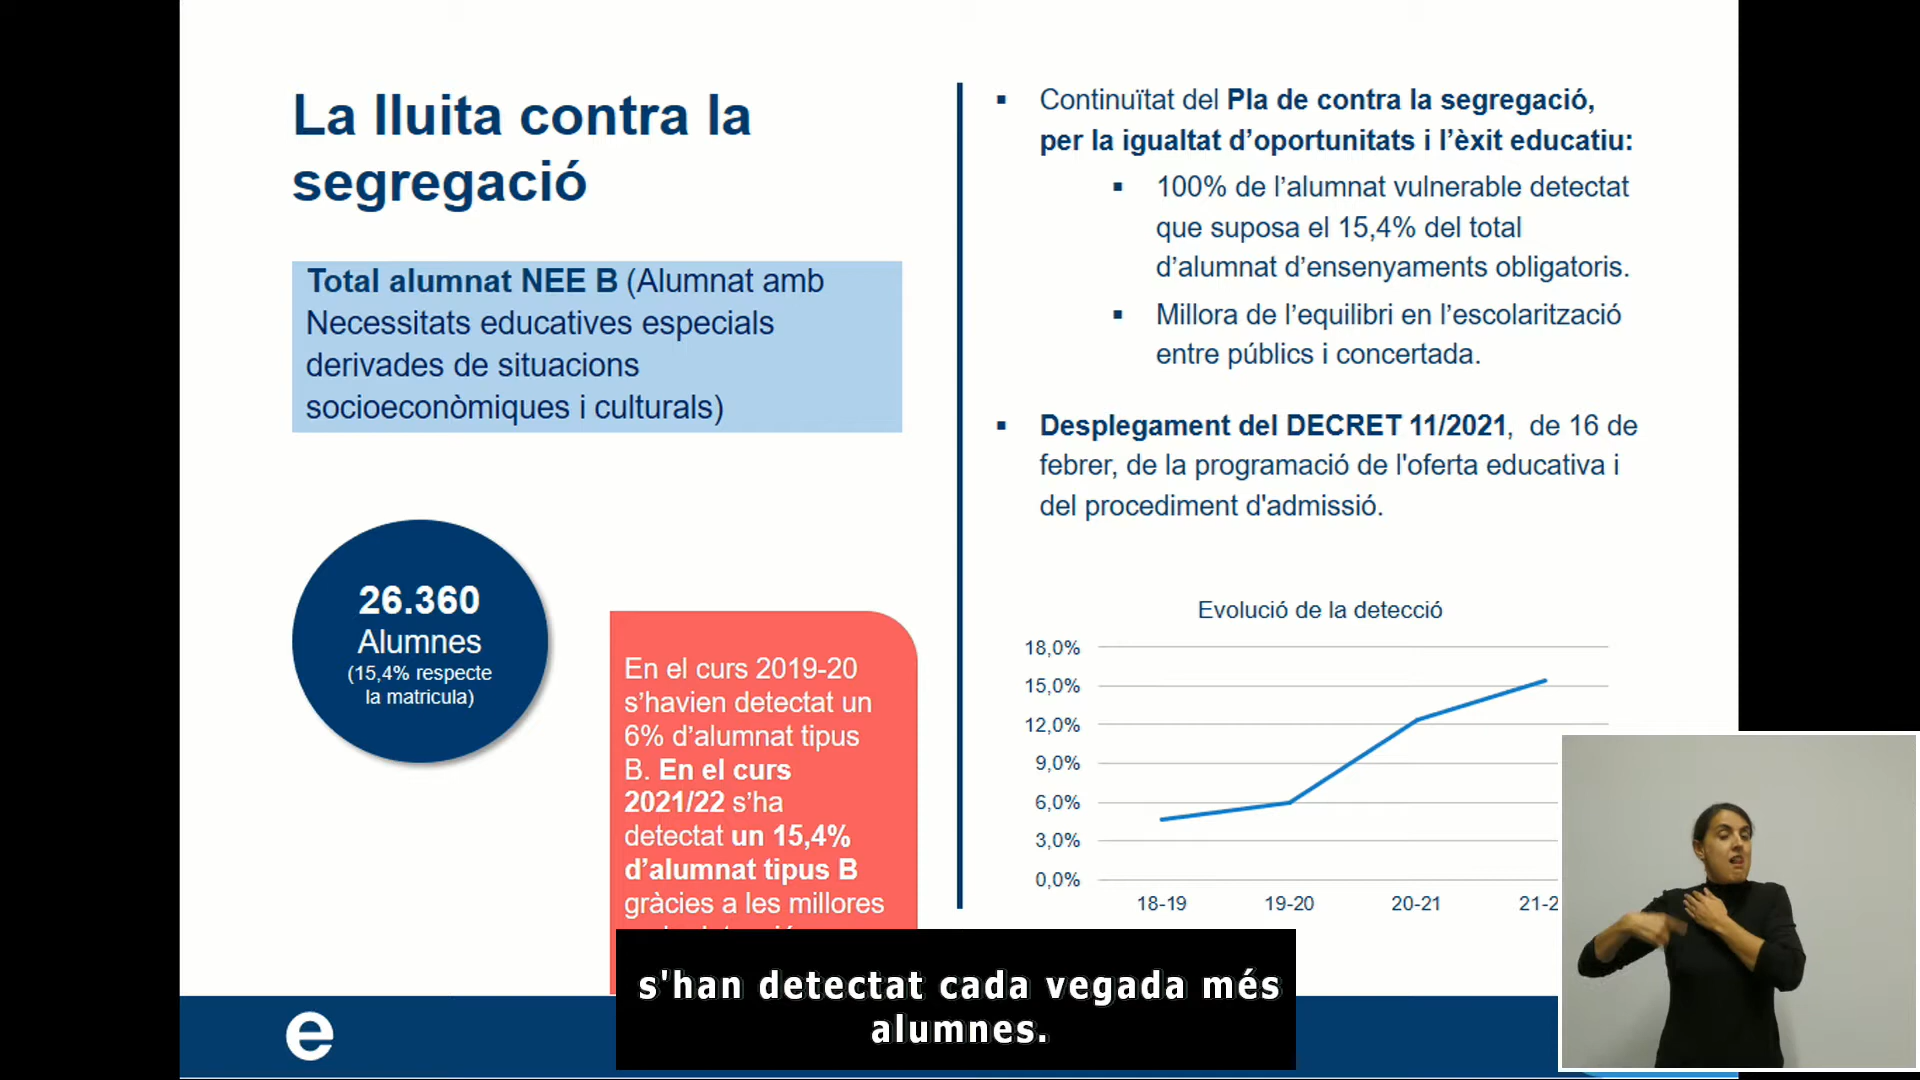 La lluita contra la
segregació
Total alumnat NEE B (Alumnat amb
Necessitats educatives especials
derivades de situacions
socioeconòmiques i culturals)
26.360
Alumnes
(15,4% respecte
la matricula)
En el curs 2019-20
s’havien detectat un
6% d’alumnat tipus
B. En el curs
2021/22 s’ha
detectat un 15,4%
d’alumnat tipus B
gràcies a les millores
▪ Continuïtat del Pla de contra la segregació,
per la igualtat d’oportunitats i l’èxit educatiu:
▪ 100% de l’alumnat vulnerable detectat
que suposa el 15,4% del total
d’alumnat d’ensenyaments obligatoris.
▪ Millora de l’equilibri en l’escolarització
entre públics i concertada.
▪ Desplegament del DECRET 11/2021, de 16 de
febrer, de la programació de l'oferta educativa i
del procediment d'admissió.
Evolució de la detecció
18,0%
15,0%
12,0%
9,0%
6,0%
3,0%
0,0%
18-19 19-20 20-21 21-2
s'han detectat cada vegada més
alumnes.
e